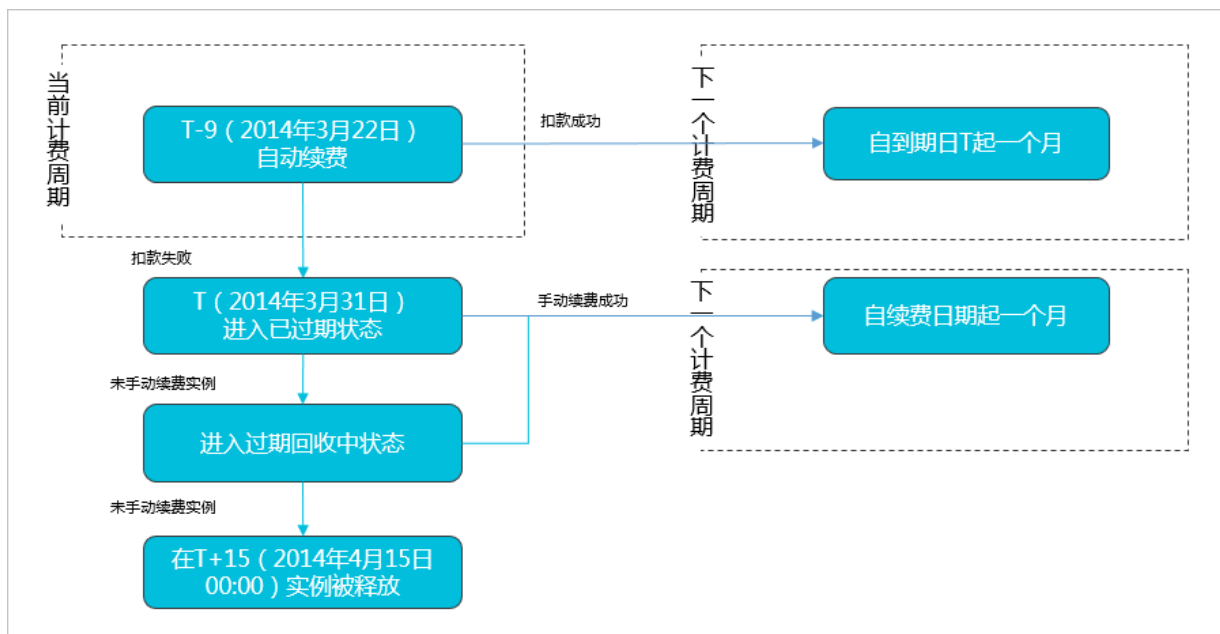 当前计费周期
T-9（2014年3月22日）
自动续费
扣款成功
下一个计费周期
自到期日T起一个月
扣款失败
T（2014年3月31日）
进入已过期状态
手动续费成功
下一个计费周期
自续费日期起一个月
未手动续费实例
进入过期回收中状态
未手动续费实例
在T+15（2014年4月15日
00:00）实例被释放